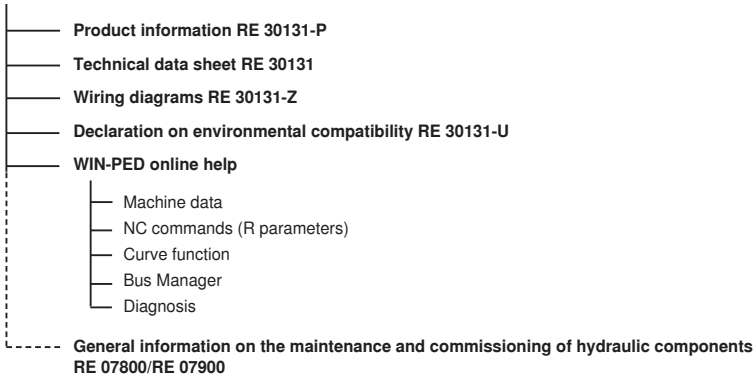 Product information RE 30131-P
Technical data sheet RE 30131
Wiring diagrams RE 30131-Z
Declaration on environmental compatibility RE 30131-U
WIN-PED online help
Machine data
NC commands (R parameters)
Curve function
Bus Manager
Diagnosis
General information on the maintenance and commissioning of hydraulic components
RE 07800/RE 07900